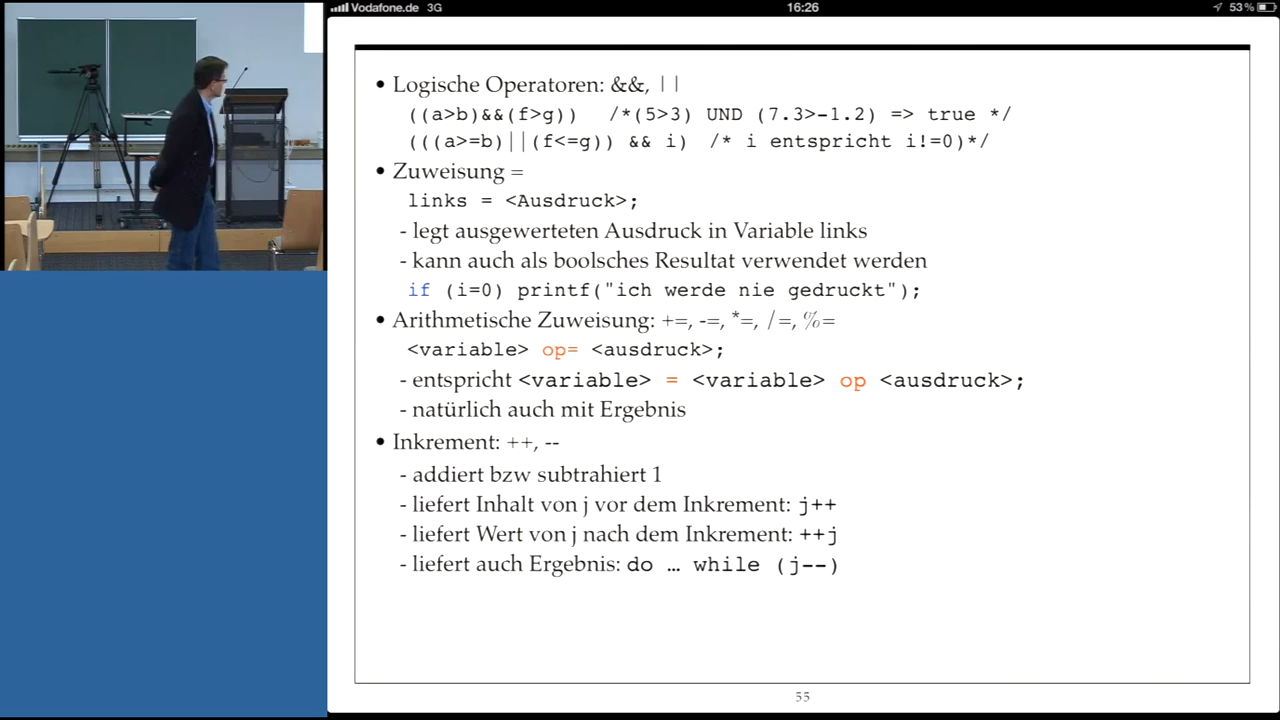 Vodafone.de 3G 16:26 53 %
• Logische Operatoren: &&, ||
((a>b)&&(f>g)) /*(5>3) UND (7.3>-1.2) => true */
(((a>=b)||(f<=g)) && i) /* i entspricht i!=0)*/
• Zuweisung =
links = <Ausdruck>;
- legt ausgewerteten Ausdruck in Variable links
- kann auch als boolsches Resultat verwendet werden
if (i=0) printf("ich werde nie gedruckt");
• Arithmetische Zuweisung: +=, -=, *=, /=, %=
<variable> op= <ausdruck>;
- entspricht <variable> = <variable> op <ausdruck>;
- natürlich auch mit Ergebnis
• Inkrement: ++, --
- addiert bzw subtrahiert 1
- liefert Inhalt von j vor dem Inkrement: j++
- liefert Wert von j nach dem Inkrement: ++j
- liefert auch Ergebnis: do … while (j--)
55